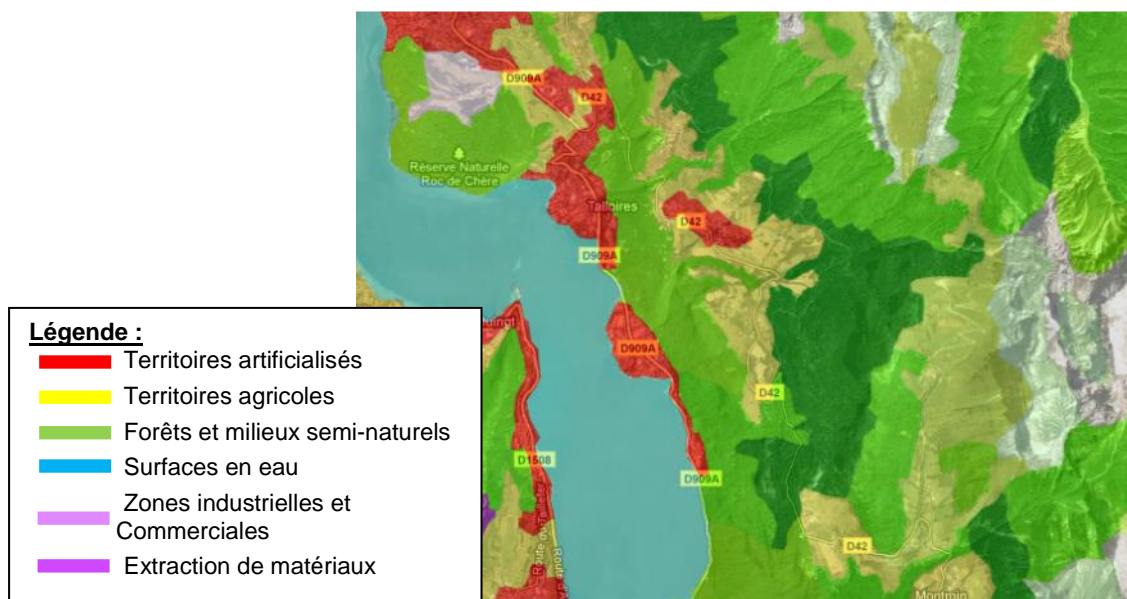 D909A
D42
Réserve Naturelle
Roc de Chère
Talloires
D42
D909A
D909A
D42
D1508
D909A
D42
Montmin
Légende :
Territoires artificialisés
Territoires agricoles
Forêts et milieux semi-naturels
Surfaces en eau
Zones industrielles et
Commerciales
Extraction de matériaux